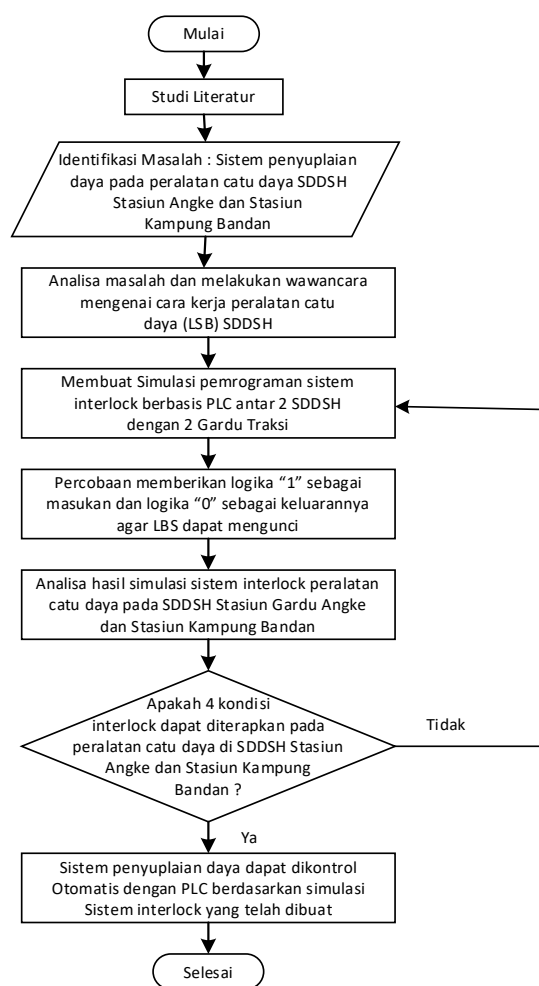 Mulai
Studi Literatur
Identifikasi Masalah : Sistem penyuplaian
daya pada peralatan catu daya SDDSH
Stasiun Angke dan Stasiun
Kampung Bandan
Analisa masalah dan melakukan wawancara
mengenai cara kerja peralatan catu
daya (LSB) SDDSH
Membuat Simulasi pemrograman sistem
interlock berbasis PLC antar 2 SDDSH
dengan 2 Gardu Traksi
Percobaan memberikan logika “1” sebagai
masukan dan logika “0” sebagai keluarannya
agar LBS dapat mengunci
Analisa hasil simulasi sistem interlock peralatan
catu daya pada SDDSH Stasiun Gardu Angke
dan Stasiun Kampung Bandan
Apakah 4 kondisi
interlock dapat diterapkan pada
peralatan catu daya di SDDSH Stasiun
Angke dan Stasiun Kampung
Bandan ?
Tidak
Ya
Sistem penyuplaian daya dapat dikontrol
Otomatis dengan PLC berdasarkan simulasi
Sistem interlock yang telah dibuat
Selesai